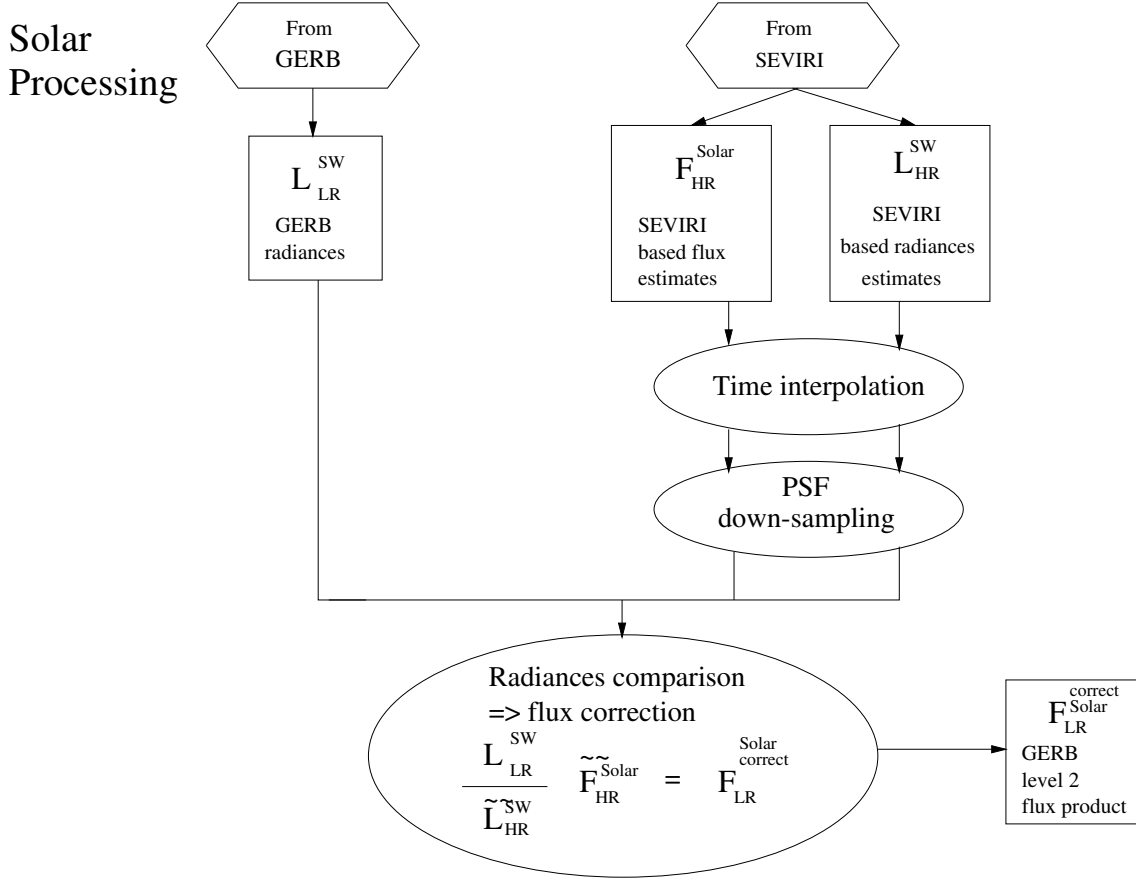 Solar
Processing
From
GERB
From
SEVIRI
L SW LR
GERB
radiances
F Solar HR
SEVIRI
based flux
estimates
L SW HR
SEVIRI
based radiances
estimates
Time interpolation
PSF
down-sampling
Radiances comparison
=> flux correction
L SW LR
L̃̃ SW HR
F̃̃ Solar HR = F Solar correct LR
F correct Solar LR
GERB
level 2
flux product